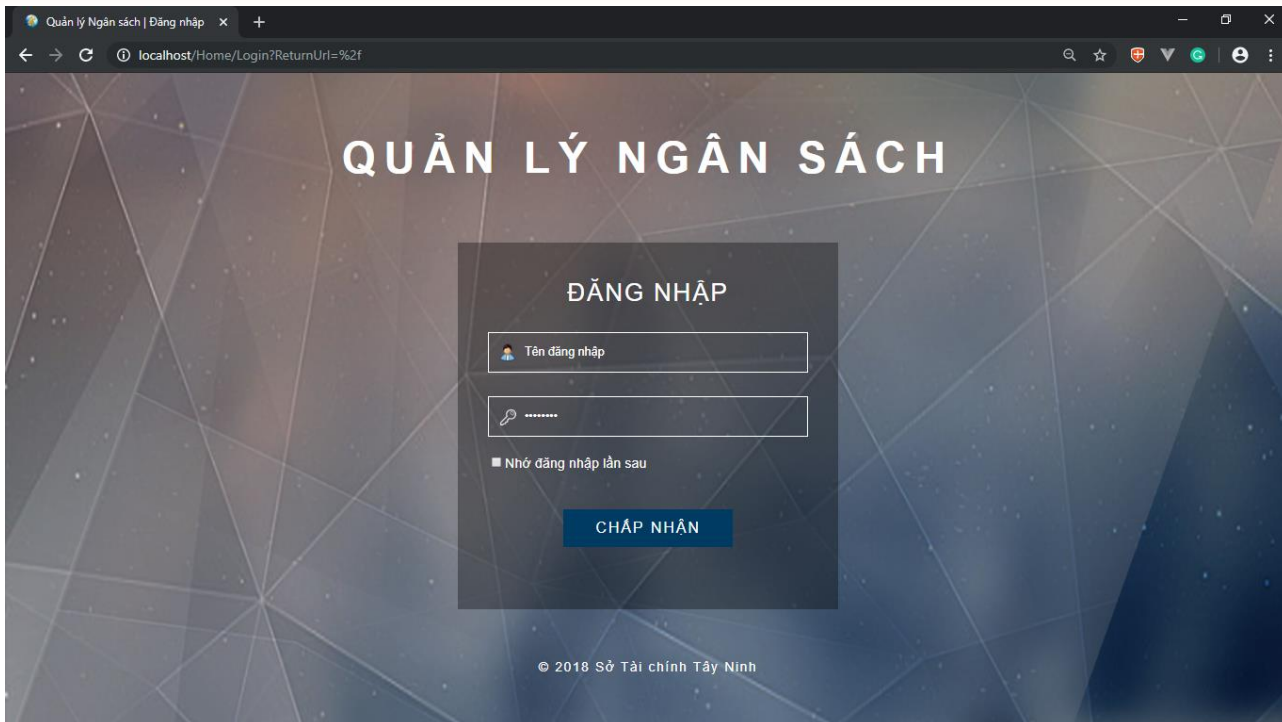 Quản lý Ngân sách | Đăng nhập
localhost/Home/Login?ReturnUrl=%2f
QUẢN LÝ NGÂN SÁCH
ĐĂNG NHẬP
Tên đăng nhập
••••••••
Nhớ đăng nhập lần sau
CHẤP NHẬN
© 2018 Sở Tài chính Tây Ninh